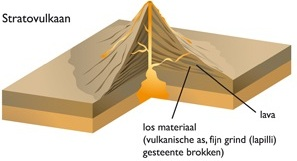 Stratovulkaan
lava
los materiaal
(vulkanische as, fijn grind (lapilli)
gesteente brokken)